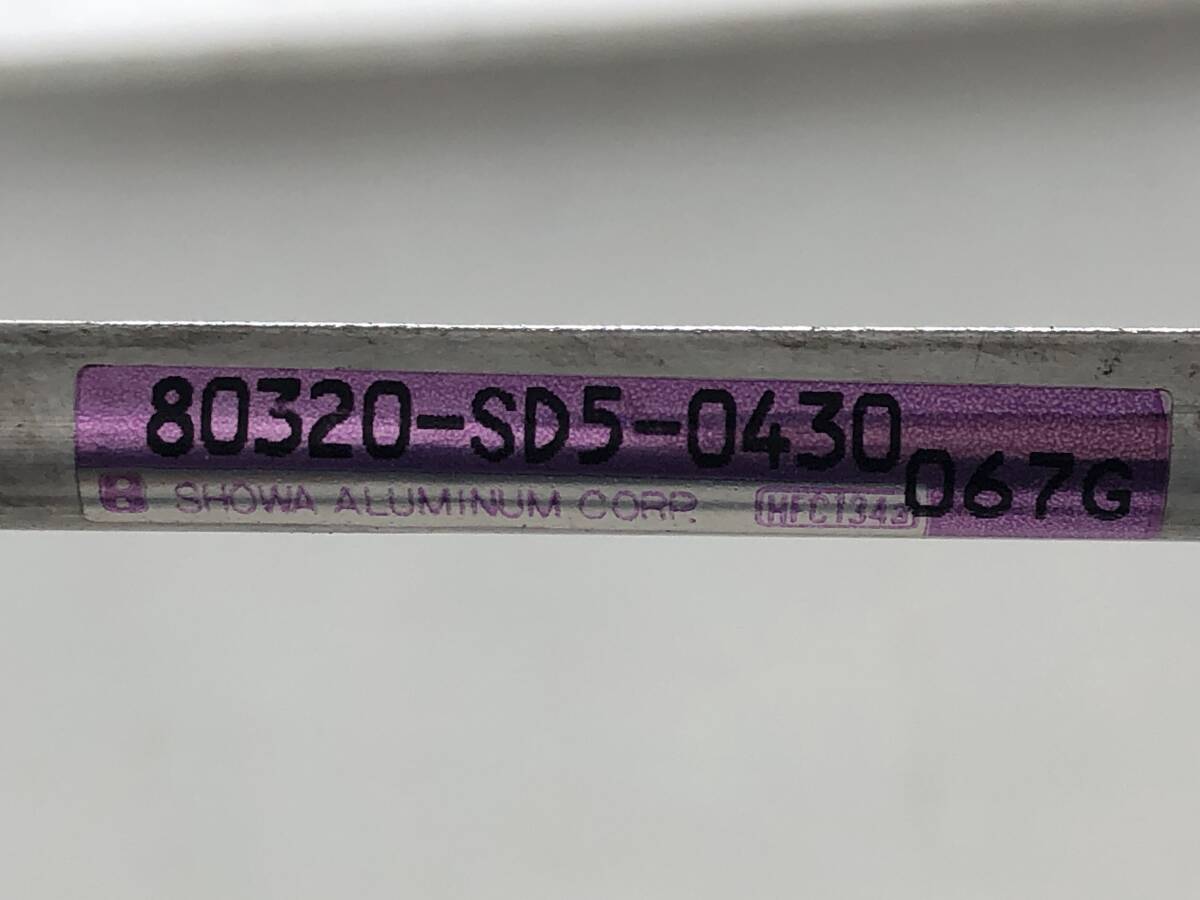 80320-SD5-0430
067G
SHOWA ALUMINUM CORP. HFC134a